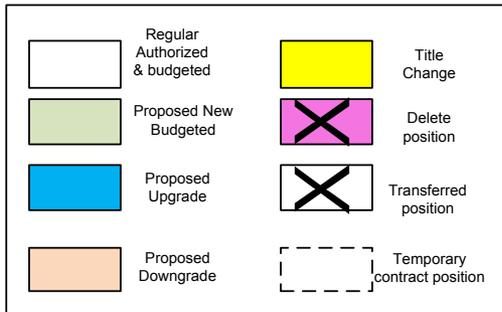 Regular
Authorized
& budgeted
Title
Change
Proposed New
Budgeted
Delete
position
Proposed
Upgrade
Transferred
position
Proposed
Downgrade
Temporary
contract position